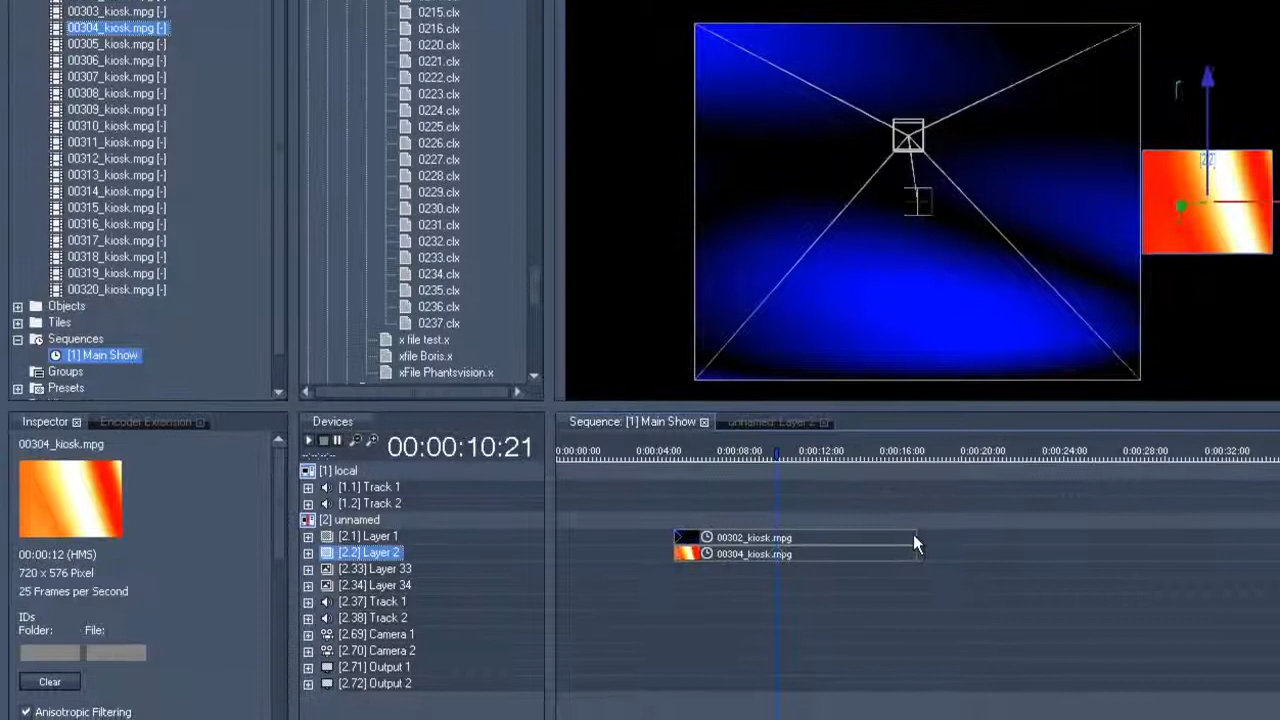 00303_kiosk.mpg [-]
00304_kiosk.mpg [-]
00305_kiosk.mpg [-]
00306_kiosk.mpg [-]
00307_kiosk.mpg [-]
00308_kiosk.mpg [-]
00309_kiosk.mpg [-]
00310_kiosk.mpg [-]
00311_kiosk.mpg [-]
00312_kiosk.mpg [-]
00313_kiosk.mpg [-]
00314_kiosk.mpg [-]
00315_kiosk.mpg [-]
00316_kiosk.mpg [-]
00317_kiosk.mpg [-]
00318_kiosk.mpg [-]
00319_kiosk.mpg [-]
00320_kiosk.mpg [-]
Objects
Tiles
Sequences
[1] Main Show
Groups
Presets
0215.clx
0216.clx
0220.clx
0221.clx
0222.clx
0223.clx
0224.clx
0225.clx
0226.clx
0227.clx
0228.clx
0229.clx
0230.clx
0231.clx
0232.clx
0233.clx
0234.clx
0235.clx
0236.clx
0237.clx
x file test.x
xfile Boris.x
xFile Phantsvision.x
Inspector
Encoder Extension
00304_kiosk.mpg
00:00:12 (HMS)
720 x 576 Pixel
25 Frames per Second
IDs
Folder: File:
Clear
Anisotropic Filtering
Devices
00:00:10:21
[1] local
[1.1] Track 1
[1.2] Track 2
[2] unnamed
[2.1] Layer 1
[2.2] Layer 2
[2.33] Layer 33
[2.34] Layer 34
[2.37] Track 1
[2.38] Track 2
[2.69] Camera 1
[2.70] Camera 2
[2.71] Output 1
[2.72] Output 2
Sequence: [1] Main Show
unnamed: Layer 2
0:00:00:00 0:00:04:00 0:00:08:00 0:00:12:00 0:00:16:00 0:00:20:00 0:00:24:00 0:00:28:00 0:00:32:00
00302_kiosk.mpg
00304_kiosk.mpg